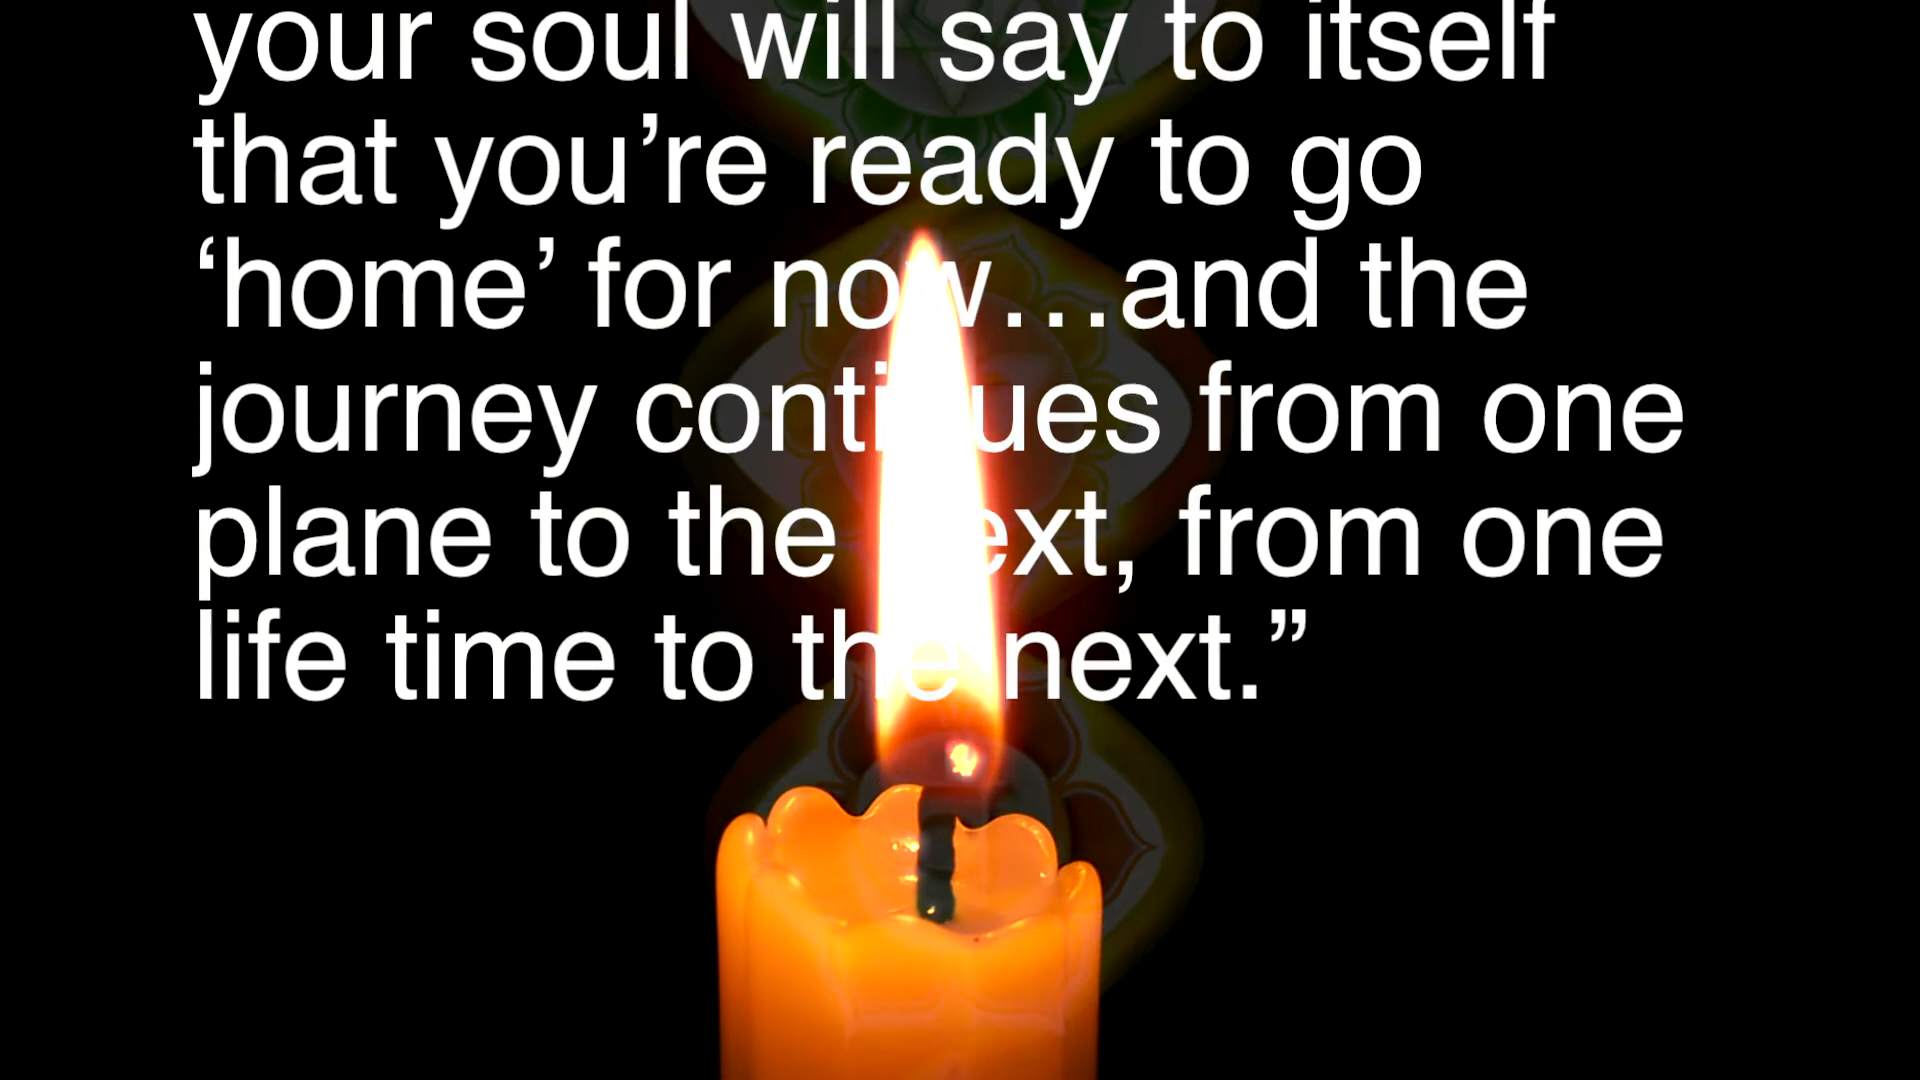 your soul will say to itself
that you’re ready to go
‘home’ for now…and the
journey continues from one
plane to the next, from one
life time to the next.”